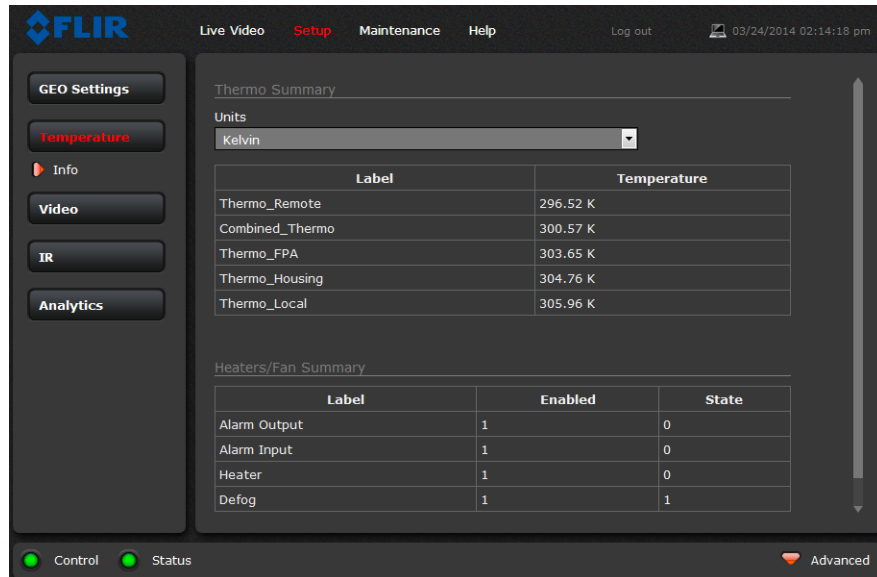 FLIR
Live Video Setup Maintenance Help Log out 03/24/2014 02:14:18 pm
GEO Settings
Temperature
Info
Video
IR
Analytics
Thermo Summary
Units
Kelvin
Label Temperature
Thermo_Remote 296.52 K
Combined_Thermo 300.57 K
Thermo_FPA 303.65 K
Thermo_Housing 304.76 K
Thermo_Local 305.96 K
Heaters/Fan Summary
Label Enabled State
Alarm Output 1 0
Alarm Input 1 0
Heater 1 0
Defog 1 1
Control Status Advanced